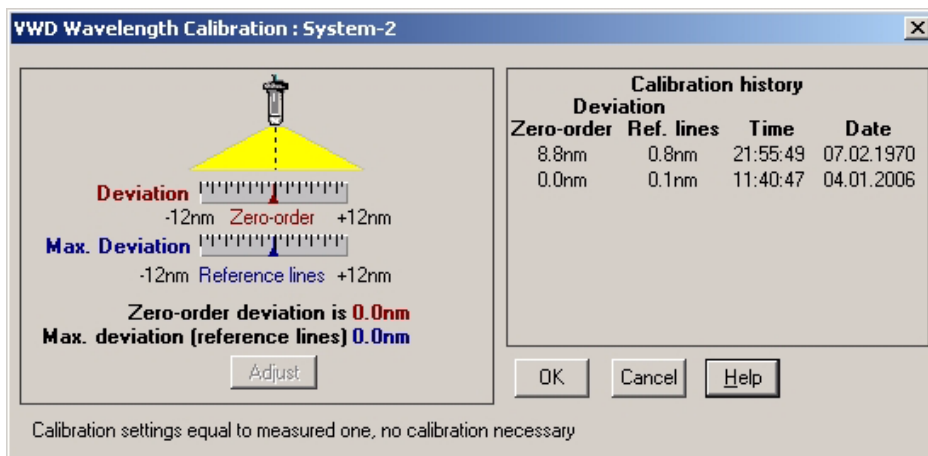 VWD Wavelength Calibration : System-2
Deviation
-12nm Zero-order +12nm
Max. Deviation
-12nm Reference lines +12nm
Zero-order deviation is 0.0nm
Max. deviation (reference lines) 0.0nm
Adjust
Calibration history
Deviation
Zero-order Ref. lines Time Date
8.8nm 0.8nm 21:55:49 07.02.1970
0.0nm 0.1nm 11:40:47 04.01.2006
OK Cancel Help
Calibration settings equal to measured one, no calibration necessary